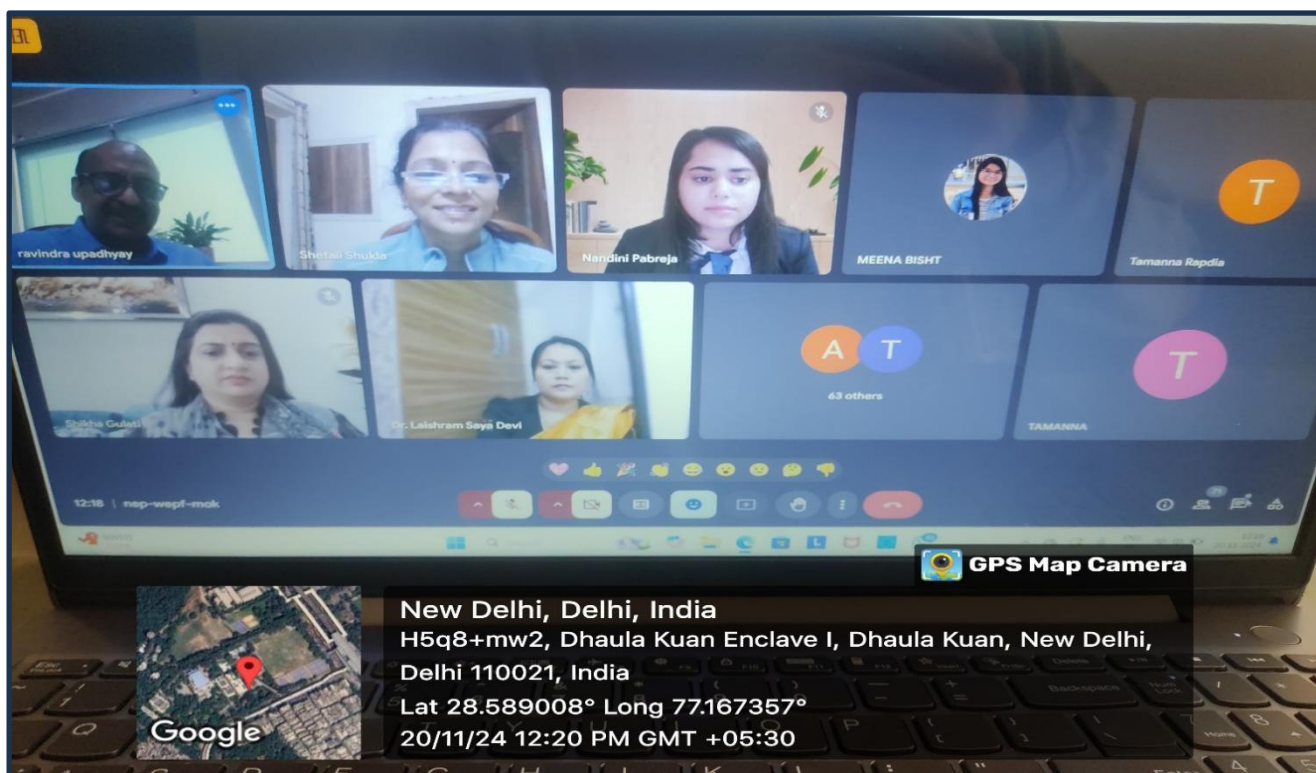 ravindra upadhyay
Shefali Shukla
Nandini Pabreja
MEENA BISHT
T
Tamanna Rapdia
Shikha Gulati
Dr. Laishram Saya Devi
A T
63 others
T
TAMANNA
12:18 | nep-wepf-mok
71
GPS Map Camera
Google
New Delhi, Delhi, India
H5q8+mw2, Dhaula Kuan Enclave I, Dhaula Kuan, New Delhi,
Delhi 110021, India
Lat 28.589008° Long 77.167357°
20/11/24 12:20 PM GMT +05:30
Backspace